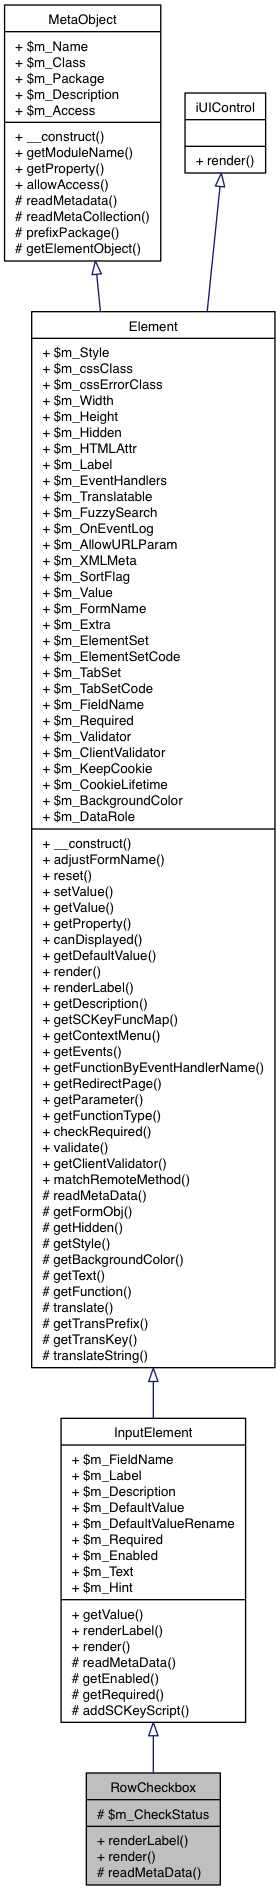 MetaObject
+ $m_Name
+ $m_Class
+ $m_Package
+ $m_Description
+ $m_Access
+ __construct()
+ getModuleName()
+ getProperty()
+ allowAccess()
# readMetadata()
# readMetaCollection()
# prefixPackage()
# getElementObject()
iUIControl
+ render()
Element
+ $m_Style
+ $m_cssClass
+ $m_cssErrorClass
+ $m_Width
+ $m_Height
+ $m_Hidden
+ $m_HTMLAttr
+ $m_Label
+ $m_EventHandlers
+ $m_Translatable
+ $m_FuzzySearch
+ $m_OnEventLog
+ $m_AllowURLParam
+ $m_XMLMeta
+ $m_SortFlag
+ $m_Value
+ $m_FormName
+ $m_Extra
+ $m_ElementSet
+ $m_ElementSetCode
+ $m_TabSet
+ $m_TabSetCode
+ $m_FieldName
+ $m_Required
+ $m_Validator
+ $m_ClientValidator
+ $m_KeepCookie
+ $m_CookieLifetime
+ $m_BackgroundColor
+ $m_DataRole
+ __construct()
+ adjustFormName()
+ reset()
+ setValue()
+ getValue()
+ getProperty()
+ canDisplayed()
+ getDefaultValue()
+ render()
+ renderLabel()
+ getDescription()
+ getSCKeyFuncMap()
+ getContextMenu()
+ getEvents()
+ getFunctionByEventHandlerName()
+ getRedirectPage()
+ getParameter()
+ getFunctionType()
+ checkRequired()
+ validate()
+ getClientValidator()
+ matchRemoteMethod()
# readMetaData()
# getFormObj()
# getHidden()
# getStyle()
# getBackgroundColor()
# getText()
# getFunction()
# translate()
# getTransPrefix()
# getTransKey()
# translateString()
InputElement
+ $m_FieldName
+ $m_Label
+ $m_Description
+ $m_DefaultValue
+ $m_DefaultValueRename
+ $m_Required
+ $m_Enabled
+ $m_Text
+ $m_Hint
+ getValue()
+ renderLabel()
+ render()
# readMetaData()
# getEnabled()
# getRequired()
# addSCKeyScript()
RowCheckbox
# $m_CheckStatus
+ renderLabel()
+ render()
# readMetaData()